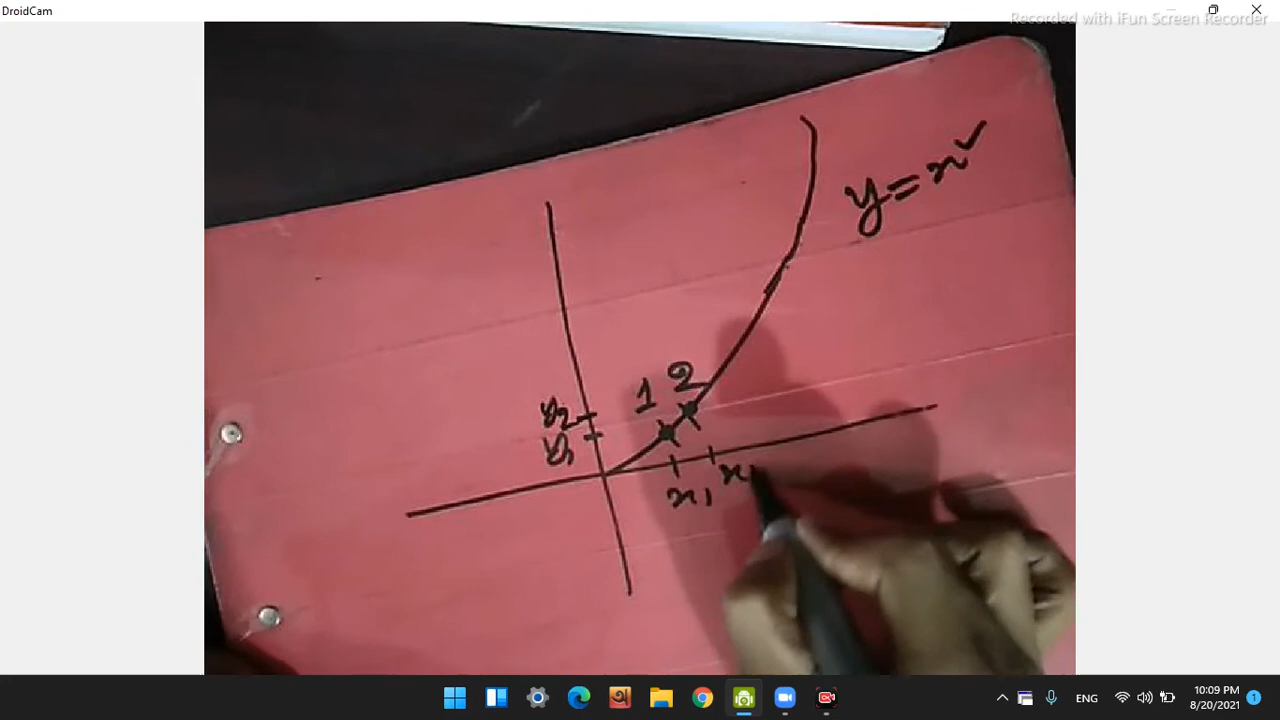 DroidCam
Recorded with iFun Screen Recorder
y=x²
1 2
y₂
y₁
x₁
x
ENG
10:09 PM
8/20/2021
1